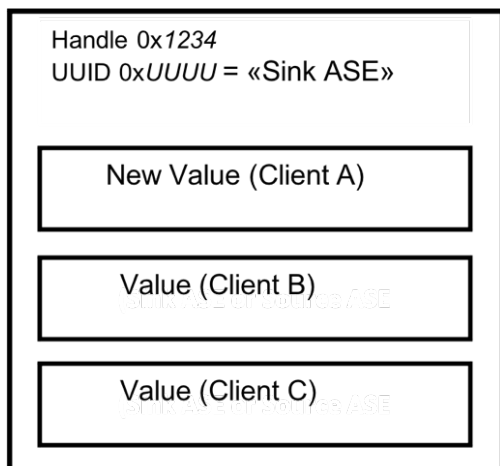 Handle 0x1234
UUID 0xUUUU = «Sink ASE»
New Value (Client A)
Value (Client B)
Value (Client C)